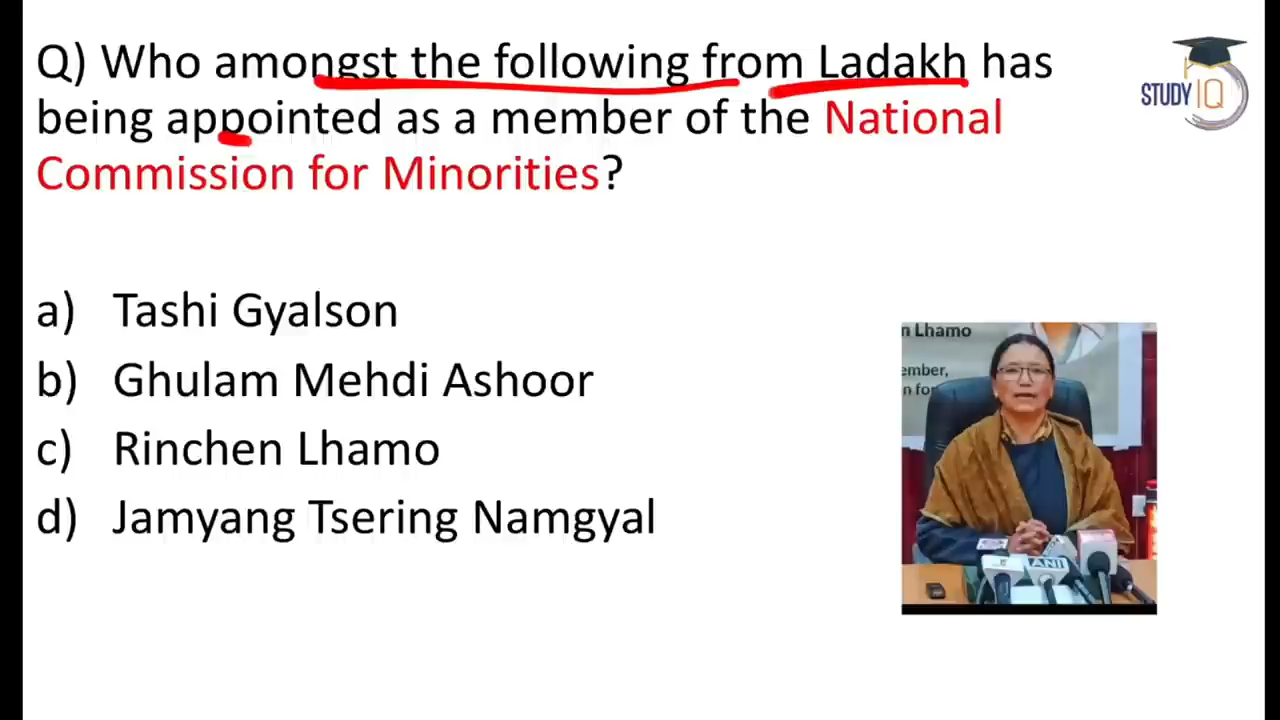 Q) Who amongst the following from Ladakh has
being appointed as a member of the National
Commission for Minorities?
STUDY IQ
a) Tashi Gyalson
b) Ghulam Mehdi Ashoor
c) Rinchen Lhamo
d) Jamyang Tsering Namgyal
n Lhamo
ember,
n for
ANI